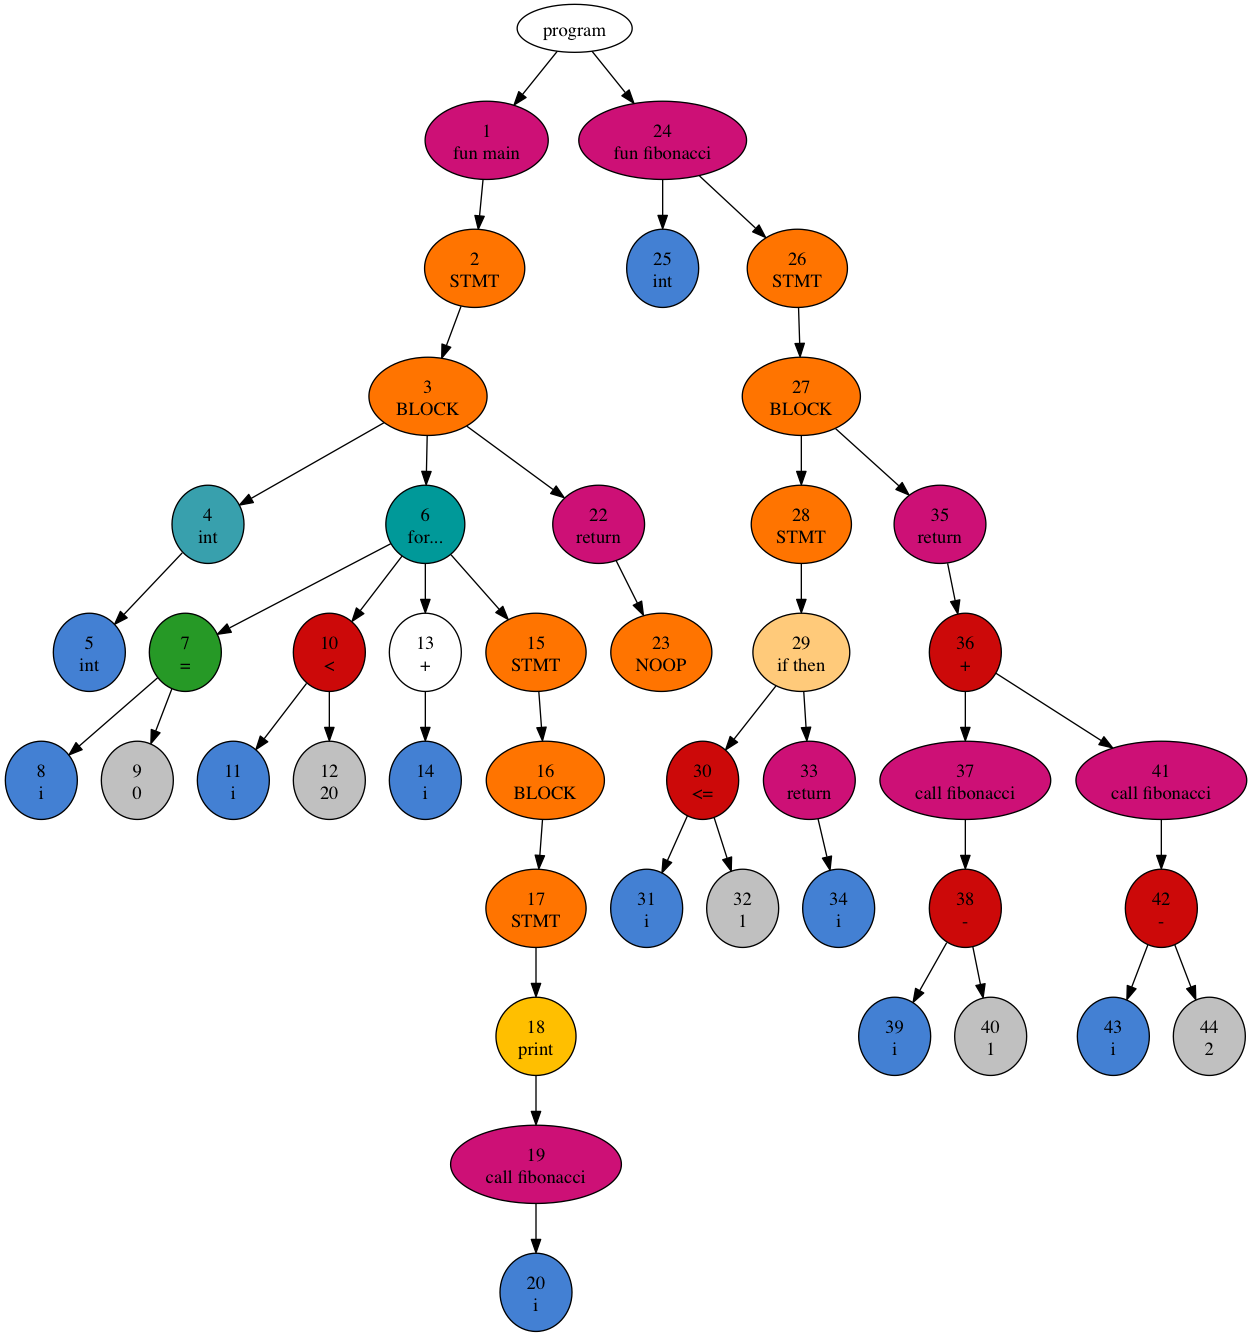 program
1
fun main
24
fun fibonacci
2
STMT
25
int
26
STMT
3
BLOCK
27
BLOCK
4
int
6
for...
22
return
28
STMT
35
return
5
int
7
=
10
<
13
+
15
STMT
23
NOOP
29
if then
36
+
8
i
9
0
11
i
12
20
14
i
16
BLOCK
30
<=
33
return
37
call fibonacci
41
call fibonacci
17
STMT
31
i
32
1
34
i
38
-
42
-
18
print
39
i
40
1
43
i
44
2
19
call fibonacci
20
i